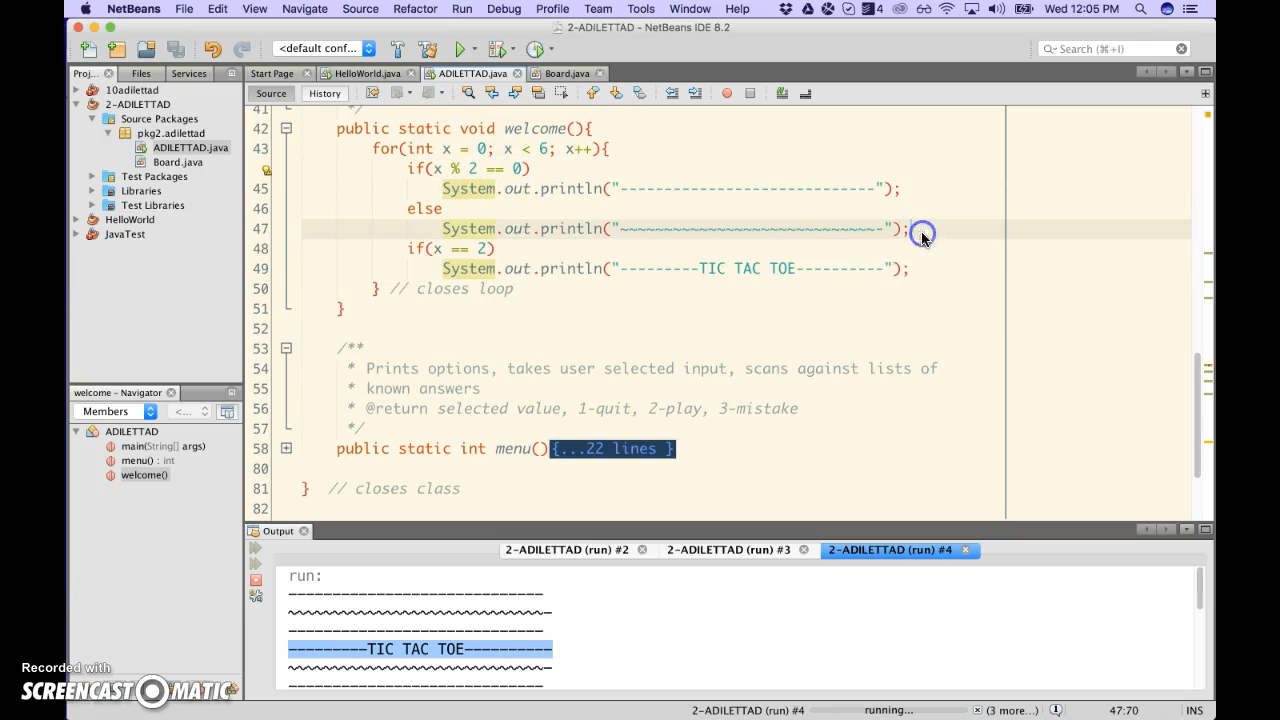 NetBeans File Edit View Navigate Source Refactor Run Debug Profile Team Tools Window Help 4 Wed 12:05 PM
2-ADILETTAD - NetBeans IDE 8.2
<default conf... Search (⌘+I)
Proj... Files Services Start Page HelloWorld.java ADILETTAD.java Board.java
Source History
10adilettad
2-ADILETTAD
Source Packages
pkg2.adilettad
ADILETTAD.java
Board.java
Test Packages
Libraries
Test Libraries
HelloWorld
JavaTest
welcome - Navigator
Members <...
ADILETTAD
main(String[] args)
menu() : int
welcome()
41 */
42 public static void welcome(){
43 for(int x = 0; x < 6; x++){
if(x % 2 == 0)
45 System.out.println("-----------------------------");
46 else
47 System.out.println("~~~~~~~~~~~~~~~~~~~~~~~~~~~~~-");
48 if(x == 2)
49 System.out.println("---------TIC TAC TOE----------");
50 } // closes loop
51 }
52
53 /**
54 * Prints options, takes user selected input, scans against lists of
55 * known answers
56 * @return selected value, 1-quit, 2-play, 3-mistake
57 */
58 public static int menu(){...22 lines }
80
81 } // closes class
82
Output
2-ADILETTAD (run) #2 2-ADILETTAD (run) #3 2-ADILETTAD (run) #4
run:
-----------------------------
~~~~~~~~~~~~~~~~~~~~~~~~~~~~~-
-----------------------------
---------TIC TAC TOE----------
~~~~~~~~~~~~~~~~~~~~~~~~~~~~~-
-----------------------------
2-ADILETTAD (run) #4 running... (3 more...) 47:70 INS
Recorded with
SCREENCAST-O-MATIC